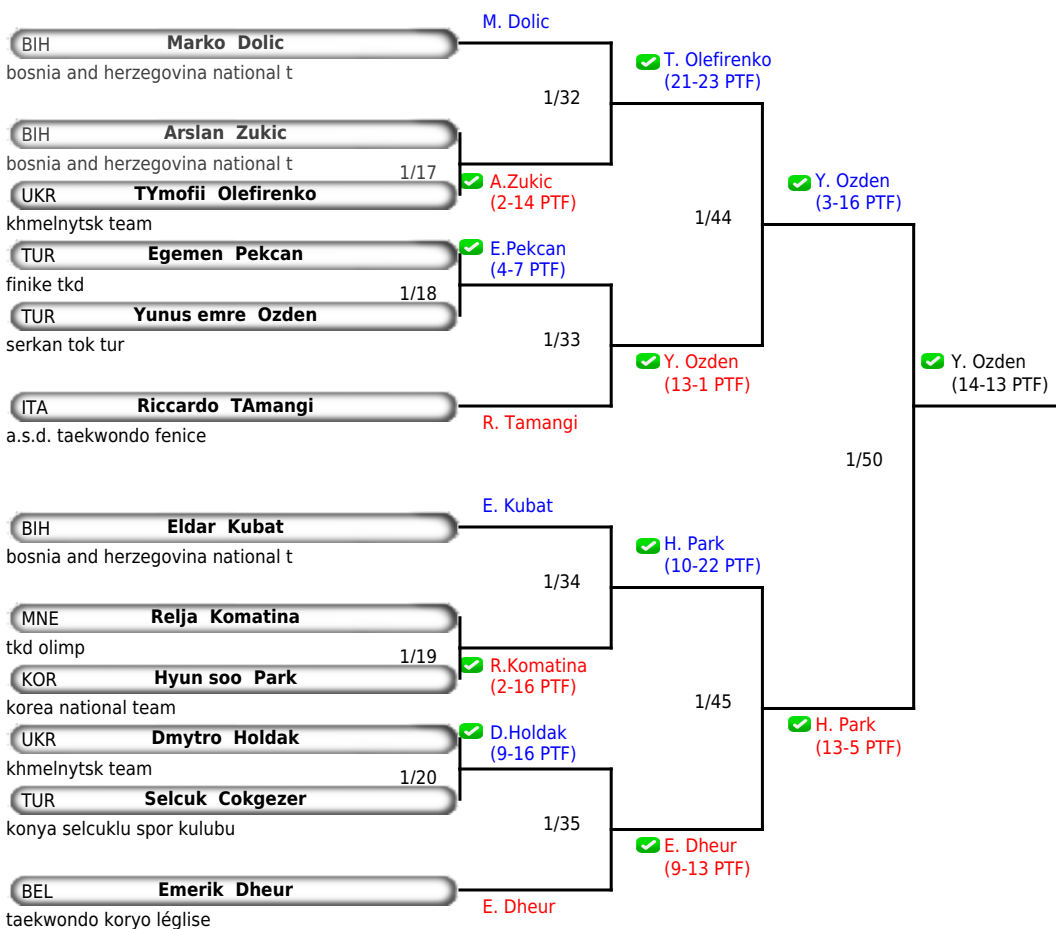 M. Dolic
BIH Marko Dolic
bosnia and herzegovina national t
T. Olefirenko
(21-23 PTF)
1/32
BIH Arslan Zukic
bosnia and herzegovina national t
1/17
A.Zukic
(2-14 PTF)
UKR TYmofii Olefirenko
khmelnytsk team
Y. Ozden
(3-16 PTF)
1/44
TUR Egemen Pekcan
finike tkd
E.Pekcan
(4-7 PTF)
1/18
TUR Yunus emre Ozden
serkan tok tur
1/33
Y. Ozden
(13-1 PTF)
Y. Ozden
(14-13 PTF)
ITA Riccardo TAmangi
a.s.d. taekwondo fenice
R. Tamangi
1/50
E. Kubat
BIH Eldar Kubat
bosnia and herzegovina national t
H. Park
(10-22 PTF)
1/34
MNE Relja Komatina
tkd olimp
1/19
R.Komatina
(2-16 PTF)
KOR Hyun soo Park
korea national team
1/45
H. Park
(13-5 PTF)
UKR Dmytro Holdak
khmelnytsk team
D.Holdak
(9-16 PTF)
1/20
TUR Selcuk Cokgezer
konya selcuklu spor kulubu
1/35
E. Dheur
(9-13 PTF)
BEL Emerik Dheur
taekwondo koryo léglise
E. Dheur